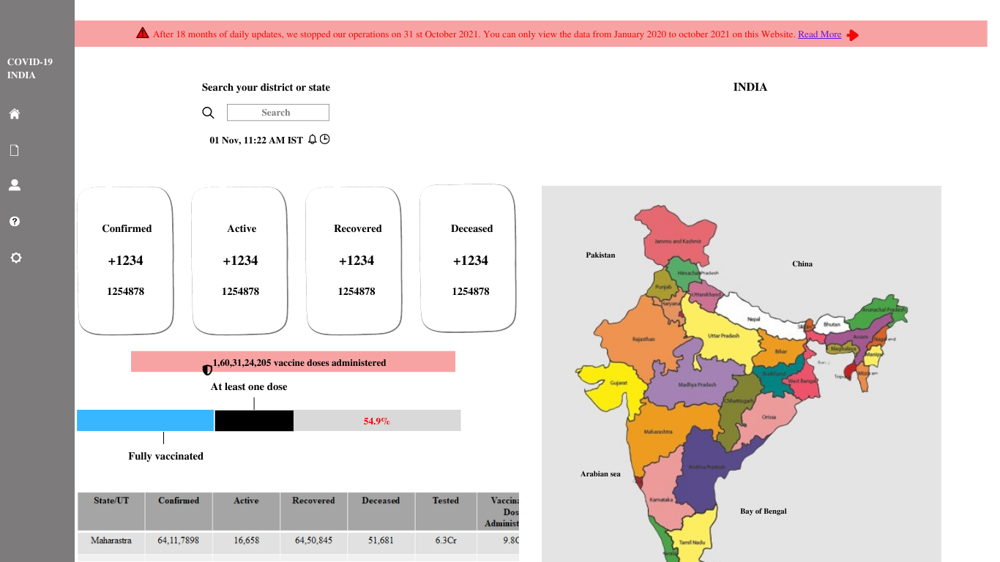 After 18 months of daily updates, we stopped our operations on 31 st October 2021. You can only view the data from January 2020 to october 2021 on this Website. Read More
COVID-19
INDIA
Search your district or state
Search
01 Nov, 11:22 AM IST
INDIA
Confirmed
+1234
1254878
Active
+1234
1254878
Recovered
+1234
1254878
Deceased
+1234
1254878
1,60,31,24,205 vaccine doses administered
At least one dose
54.9%
Fully vaccinated
State/UT Confirmed Active Recovered Deceased Tested Vaccina
Dos
Administ
Maharastra 64,11,7898 16,658 64,50,845 51,681 6.3Cr 9.8C
Jammu and Kashmir
Pakistan
China
Himachal Pradesh
Punjab
Uttarakhand
Haryana
Arunachal Pradesh
Nepal
Bhutan
Rajasthan
Uttar Pradesh
Assam
Bihar
Meghalaya
Gujarat
Madhya Pradesh
West Bengal
Chhattisgarh
Orissa
Maharashtra
Andhra Pradesh
Arabian sea
Karnataka
Bay of Bengal
Tamil Nadu
Kerala